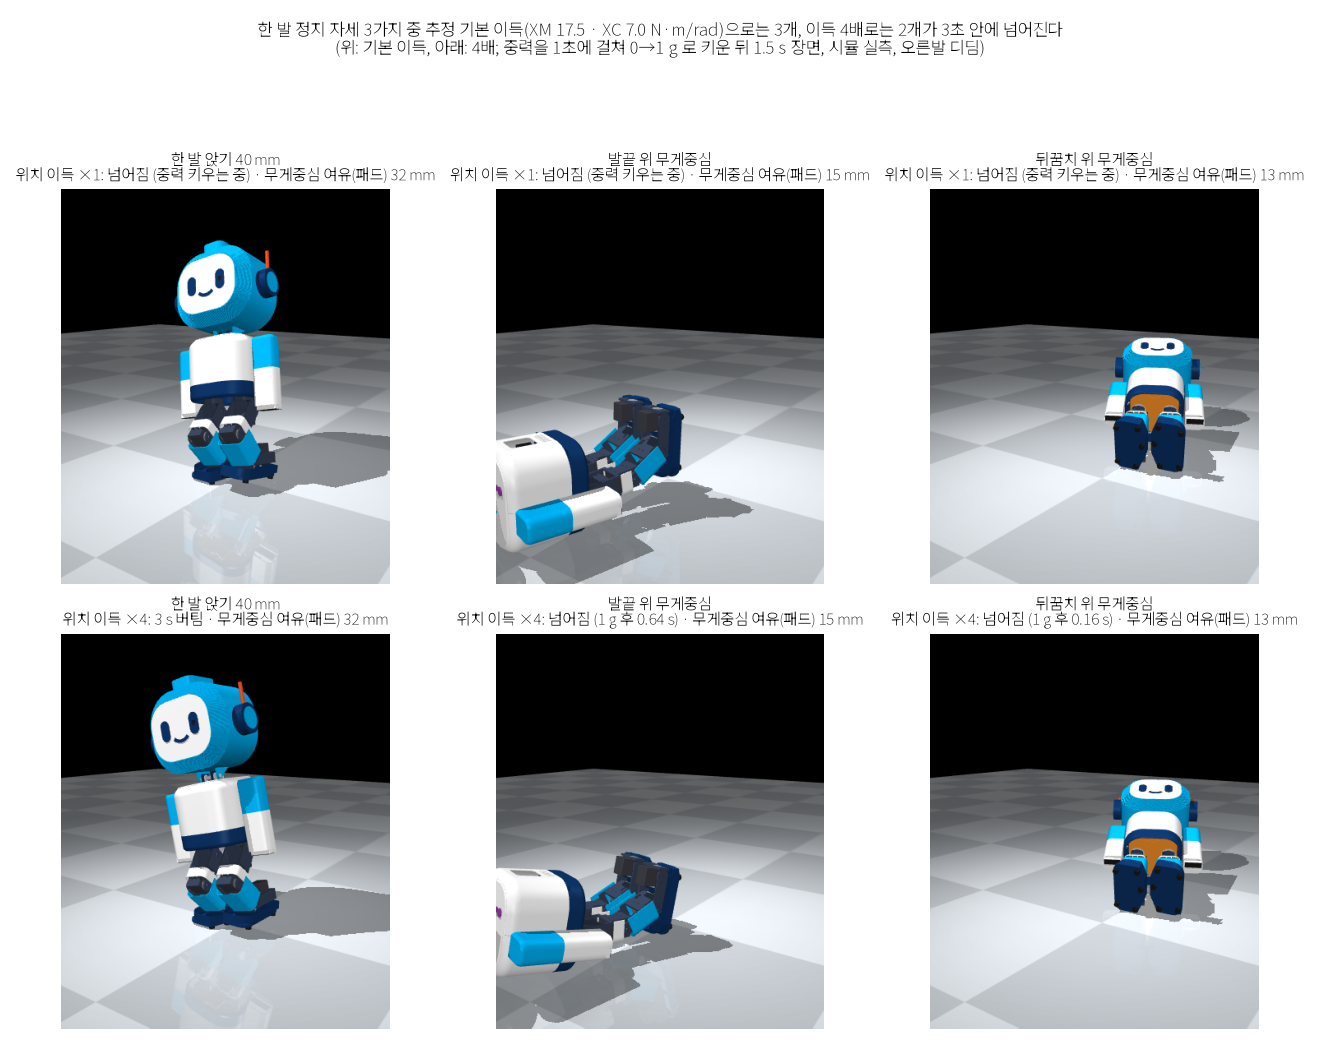 한 발 정지 자세 3가지 중 추정 기본 이득(XM 17.5 · XC 7.0 N·m/rad)으로는 3개, 이득 4배로는 2개가 3초 안에 넘어진다
(위: 기본 이득, 아래: 4배; 중력을 1초에 걸쳐 0→1 g 로 키운 뒤 1.5 s 장면, 시뮬 실측, 오른발 디딤)
한 발 앉기 40 mm
위치 이득 ×1: 넘어짐 (중력 키우는 중) · 무게중심 여유(패드) 32 mm
발끝 위 무게중심
위치 이득 ×1: 넘어짐 (중력 키우는 중) · 무게중심 여유(패드) 15 mm
뒤꿈치 위 무게중심
위치 이득 ×1: 넘어짐 (중력 키우는 중) · 무게중심 여유(패드) 13 mm
한 발 앉기 40 mm
위치 이득 ×4: 3 s 버팀 · 무게중심 여유(패드) 32 mm
발끝 위 무게중심
위치 이득 ×4: 넘어짐 (1 g 후 0.64 s) · 무게중심 여유(패드) 15 mm
뒤꿈치 위 무게중심
위치 이득 ×4: 넘어짐 (1 g 후 0.16 s) · 무게중심 여유(패드) 13 mm